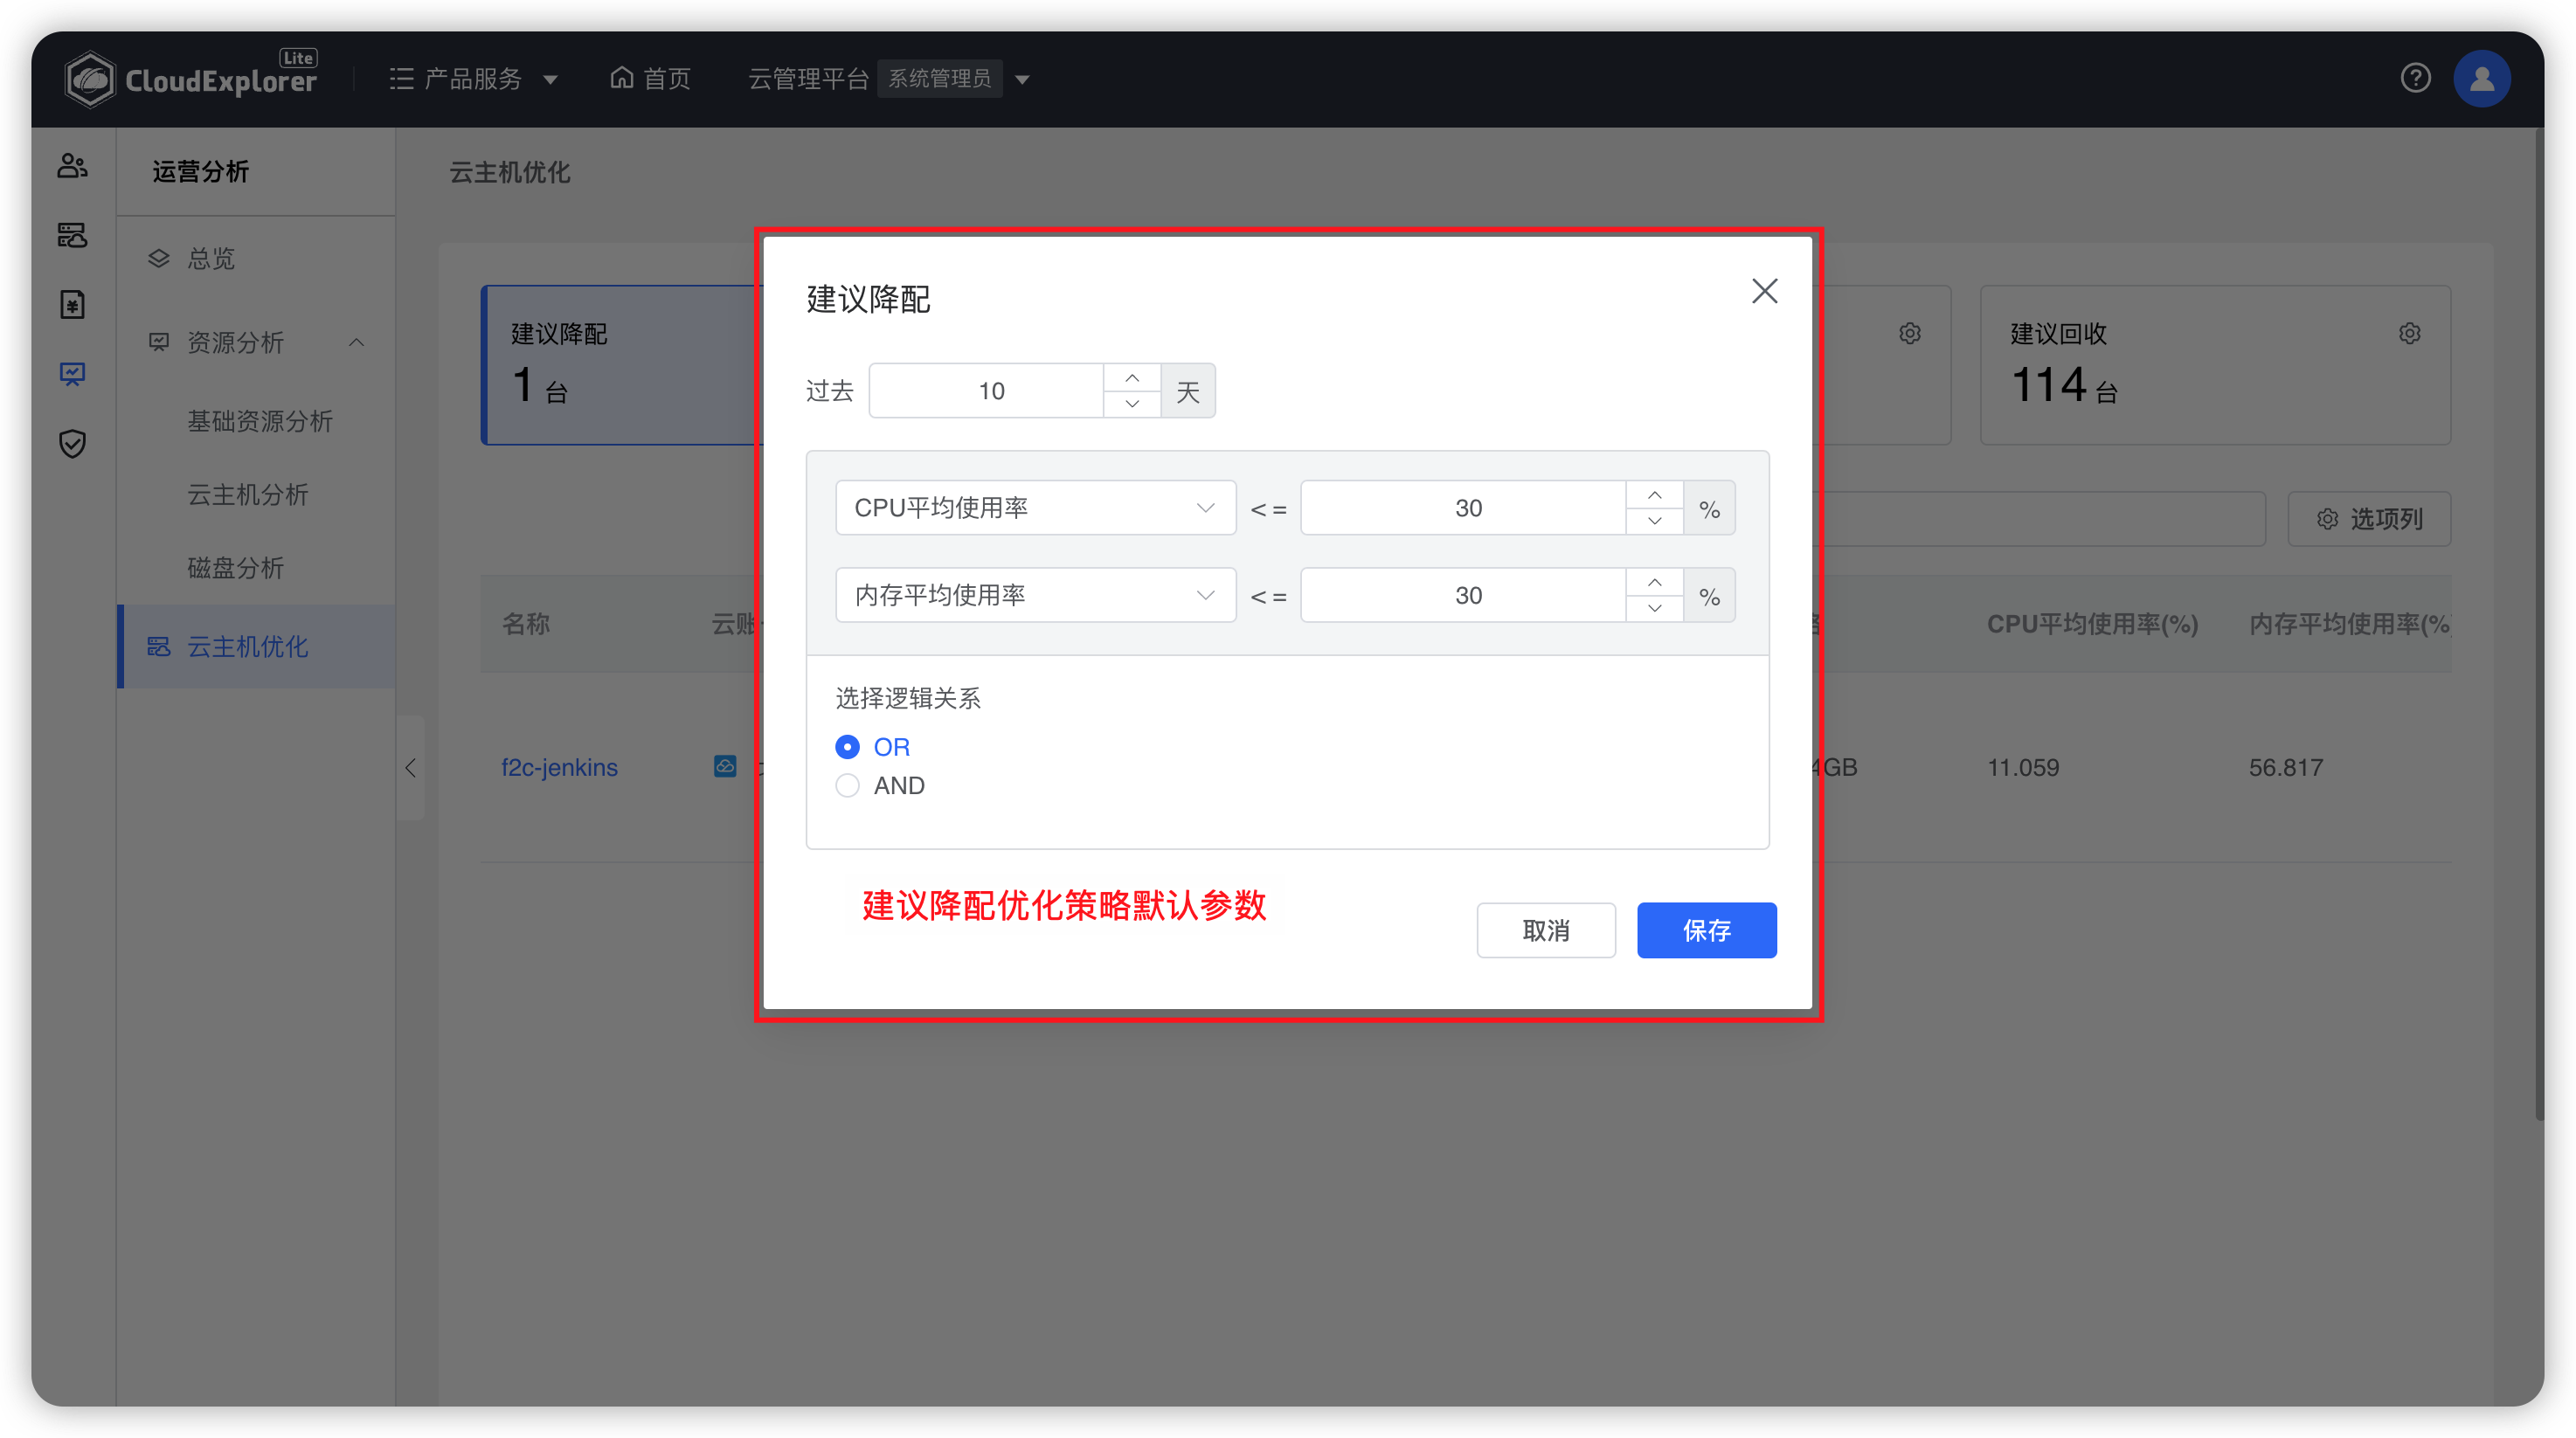 CloudExplorer Lite
产品服务
首页
云管理平台 系统管理员
运营分析
总览
资源分析
基础资源分析
云主机分析
磁盘分析
云主机优化
云主机优化
建议降配
1 台
建议回收
114 台
选项列
名称
CPU平均使用率(%)
内存平均使用率(%
f2c-jenkins
4GB
11.059
56.817
建议降配
过去 10 天
CPU平均使用率 <= 30 %
内存平均使用率 <= 30 %
选择逻辑关系
OR
AND
建议降配优化策略默认参数
取消
保存